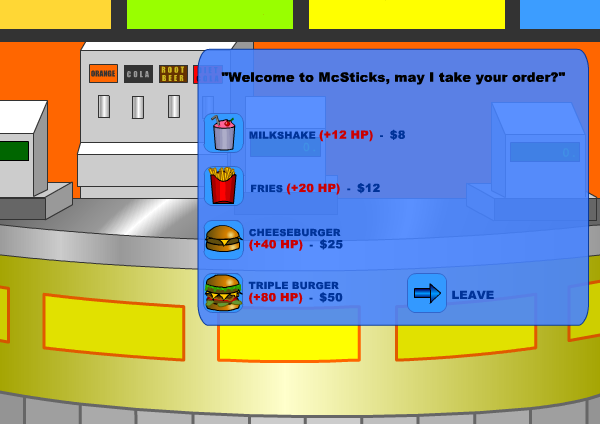 ORANGE
COLA
ROOT
BEER
"Welcome to McSticks, may I take your order?"
MILKSHAKE (+12 HP) - $8
FRIES (+20 HP) - $12
CHEESEBURGER
(+40 HP) - $25
TRIPLE BURGER
(+80 HP) - $50
LEAVE